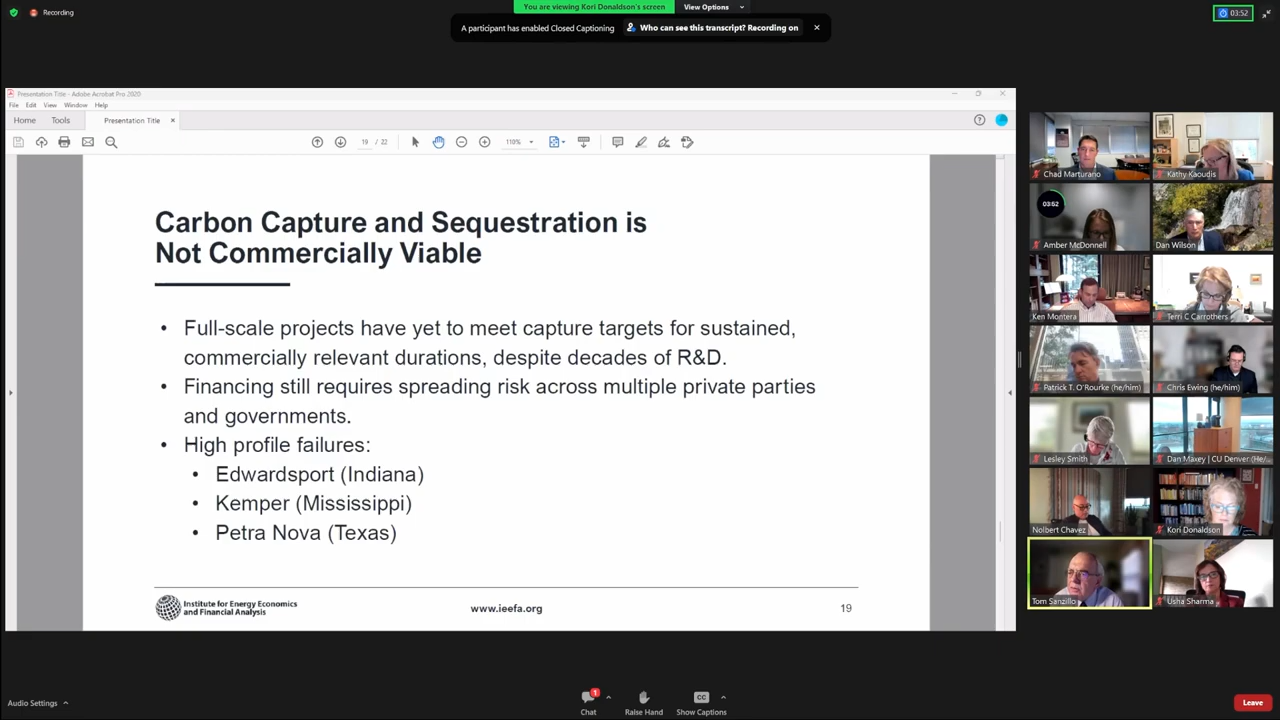 Recording
You are viewing Kori Donaldson's screen
View Options
03:52
A participant has enabled Closed Captioning
Who can see this transcript? Recording on
Presentation Title - Adobe Acrobat Pro 2020
File Edit View Window Help
Home Tools Presentation Title
19 / 22
110%
Carbon Capture and Sequestration is
Not Commercially Viable
• Full-scale projects have yet to meet capture targets for sustained,
commercially relevant durations, despite decades of R&D.
• Financing still requires spreading risk across multiple private parties
and governments.
• High profile failures:
• Edwardsport (Indiana)
• Kemper (Mississippi)
• Petra Nova (Texas)
Institute for Energy Economics
and Financial Analysis
www.ieefa.org
19
Chad Marturano
Kathy Kaoudis
03:52
Amber McDonnell
Dan Wilson
Ken Montera
Terri C Carrothers
Patrick T. O'Rourke (he/him)
Chris Ewing (he/him)
Lesley Smith
Dan Maxey | CU Denver (He/...
Nolbert Chavez
Kori Donaldson
Tom Sanzillo
Usha Sharma
Audio Settings
1
Chat
Raise Hand
CC
Show Captions
Leave